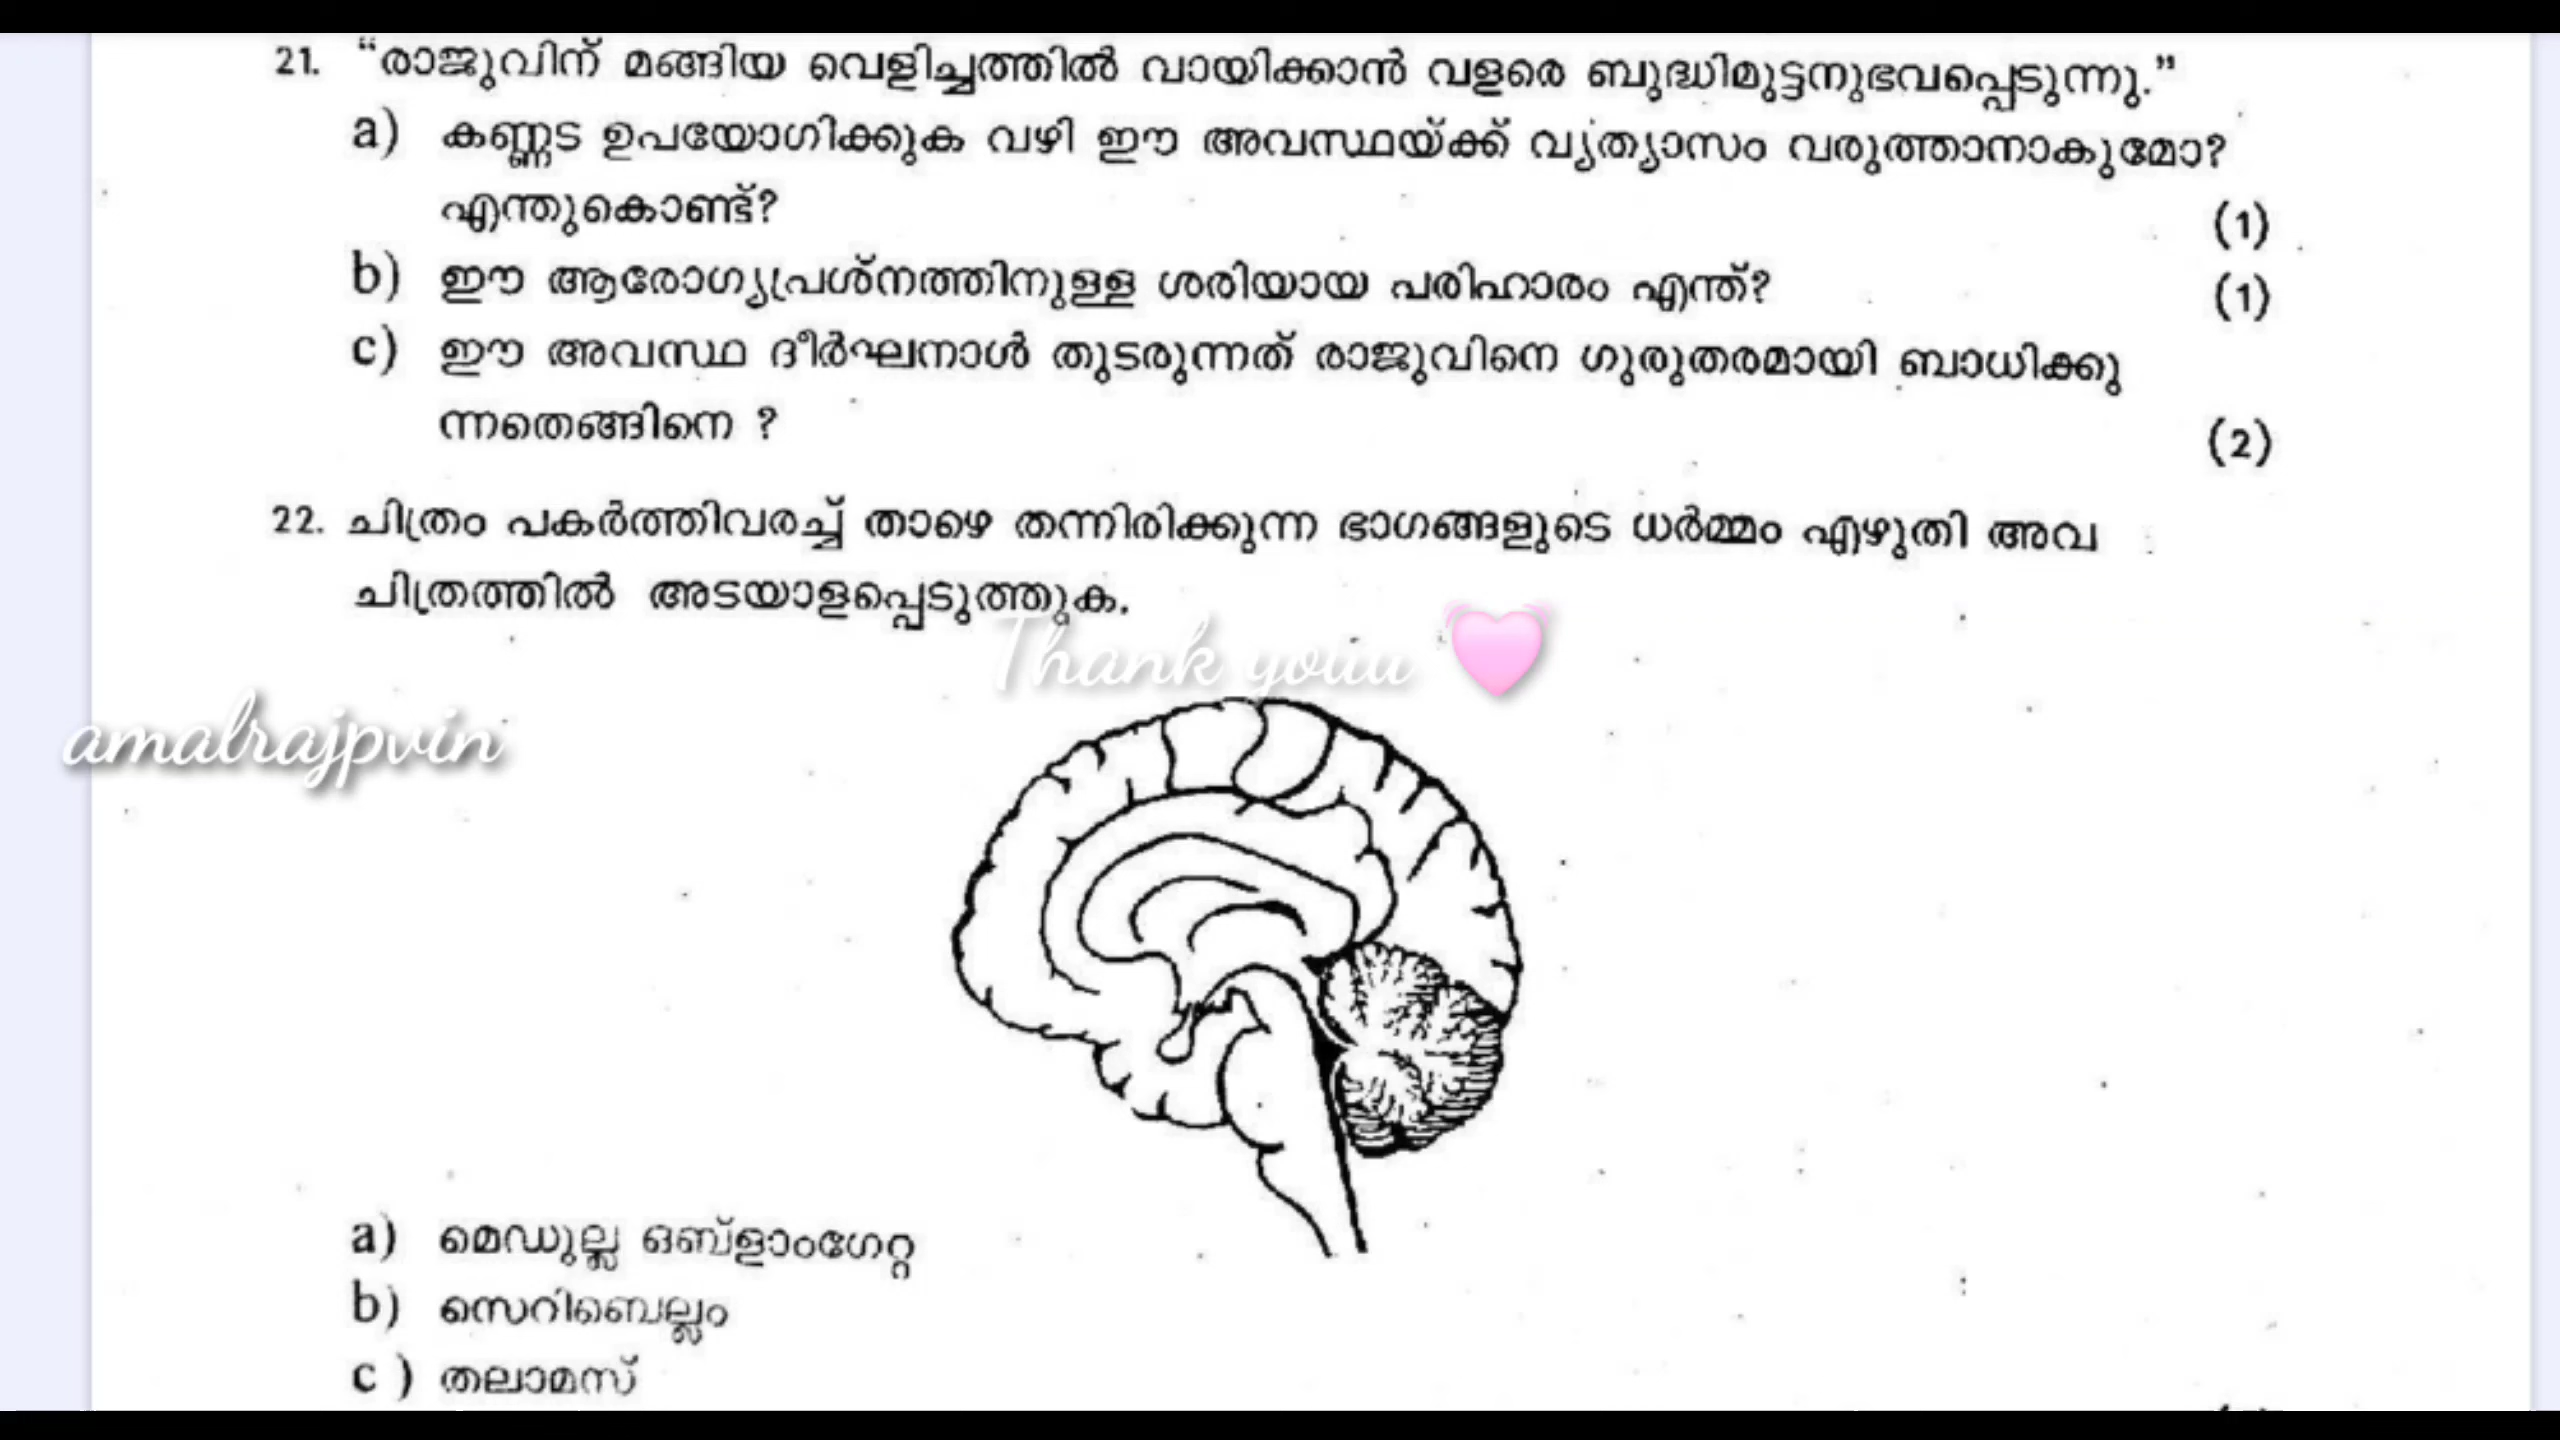 21. “രാജുവിന് മങ്ങിയ വെളിച്ചത്തിൽ വായിക്കാൻ വളരെ ബുദ്ധിമുട്ടനുഭവപ്പെടുന്നു.”
a) കണ്ണട ഉപയോഗിക്കുക വഴി ഈ അവസ്ഥയ്ക്ക് വ്യത്യാസം വരുത്താനാകുമോ?
എന്തുകൊണ്ട്? (1)
b) ഈ ആരോഗ്യപ്രശ്നത്തിനുള്ള ശരിയായ പരിഹാരം എന്ത്? (1)
c) ഈ അവസ്ഥ ദീർഘനാൾ തുടരുന്നത് രാജുവിനെ ഗുരുതരമായി ബാധിക്കു
ന്നതെങ്ങിനെ ? (2)
22. ചിത്രം പകർത്തിവരച്ച് താഴെ തന്നിരിക്കുന്ന ഭാഗങ്ങളുടെ ധർമ്മം എഴുതി അവ
ചിത്രത്തിൽ അടയാളപ്പെടുത്തുക.
Thank youu
amalrajpvin
a) മെഡുല്ല ഒബ്ളാംഗേറ്റ
b) സെറിബെല്ലം
c ) തലാമസ്